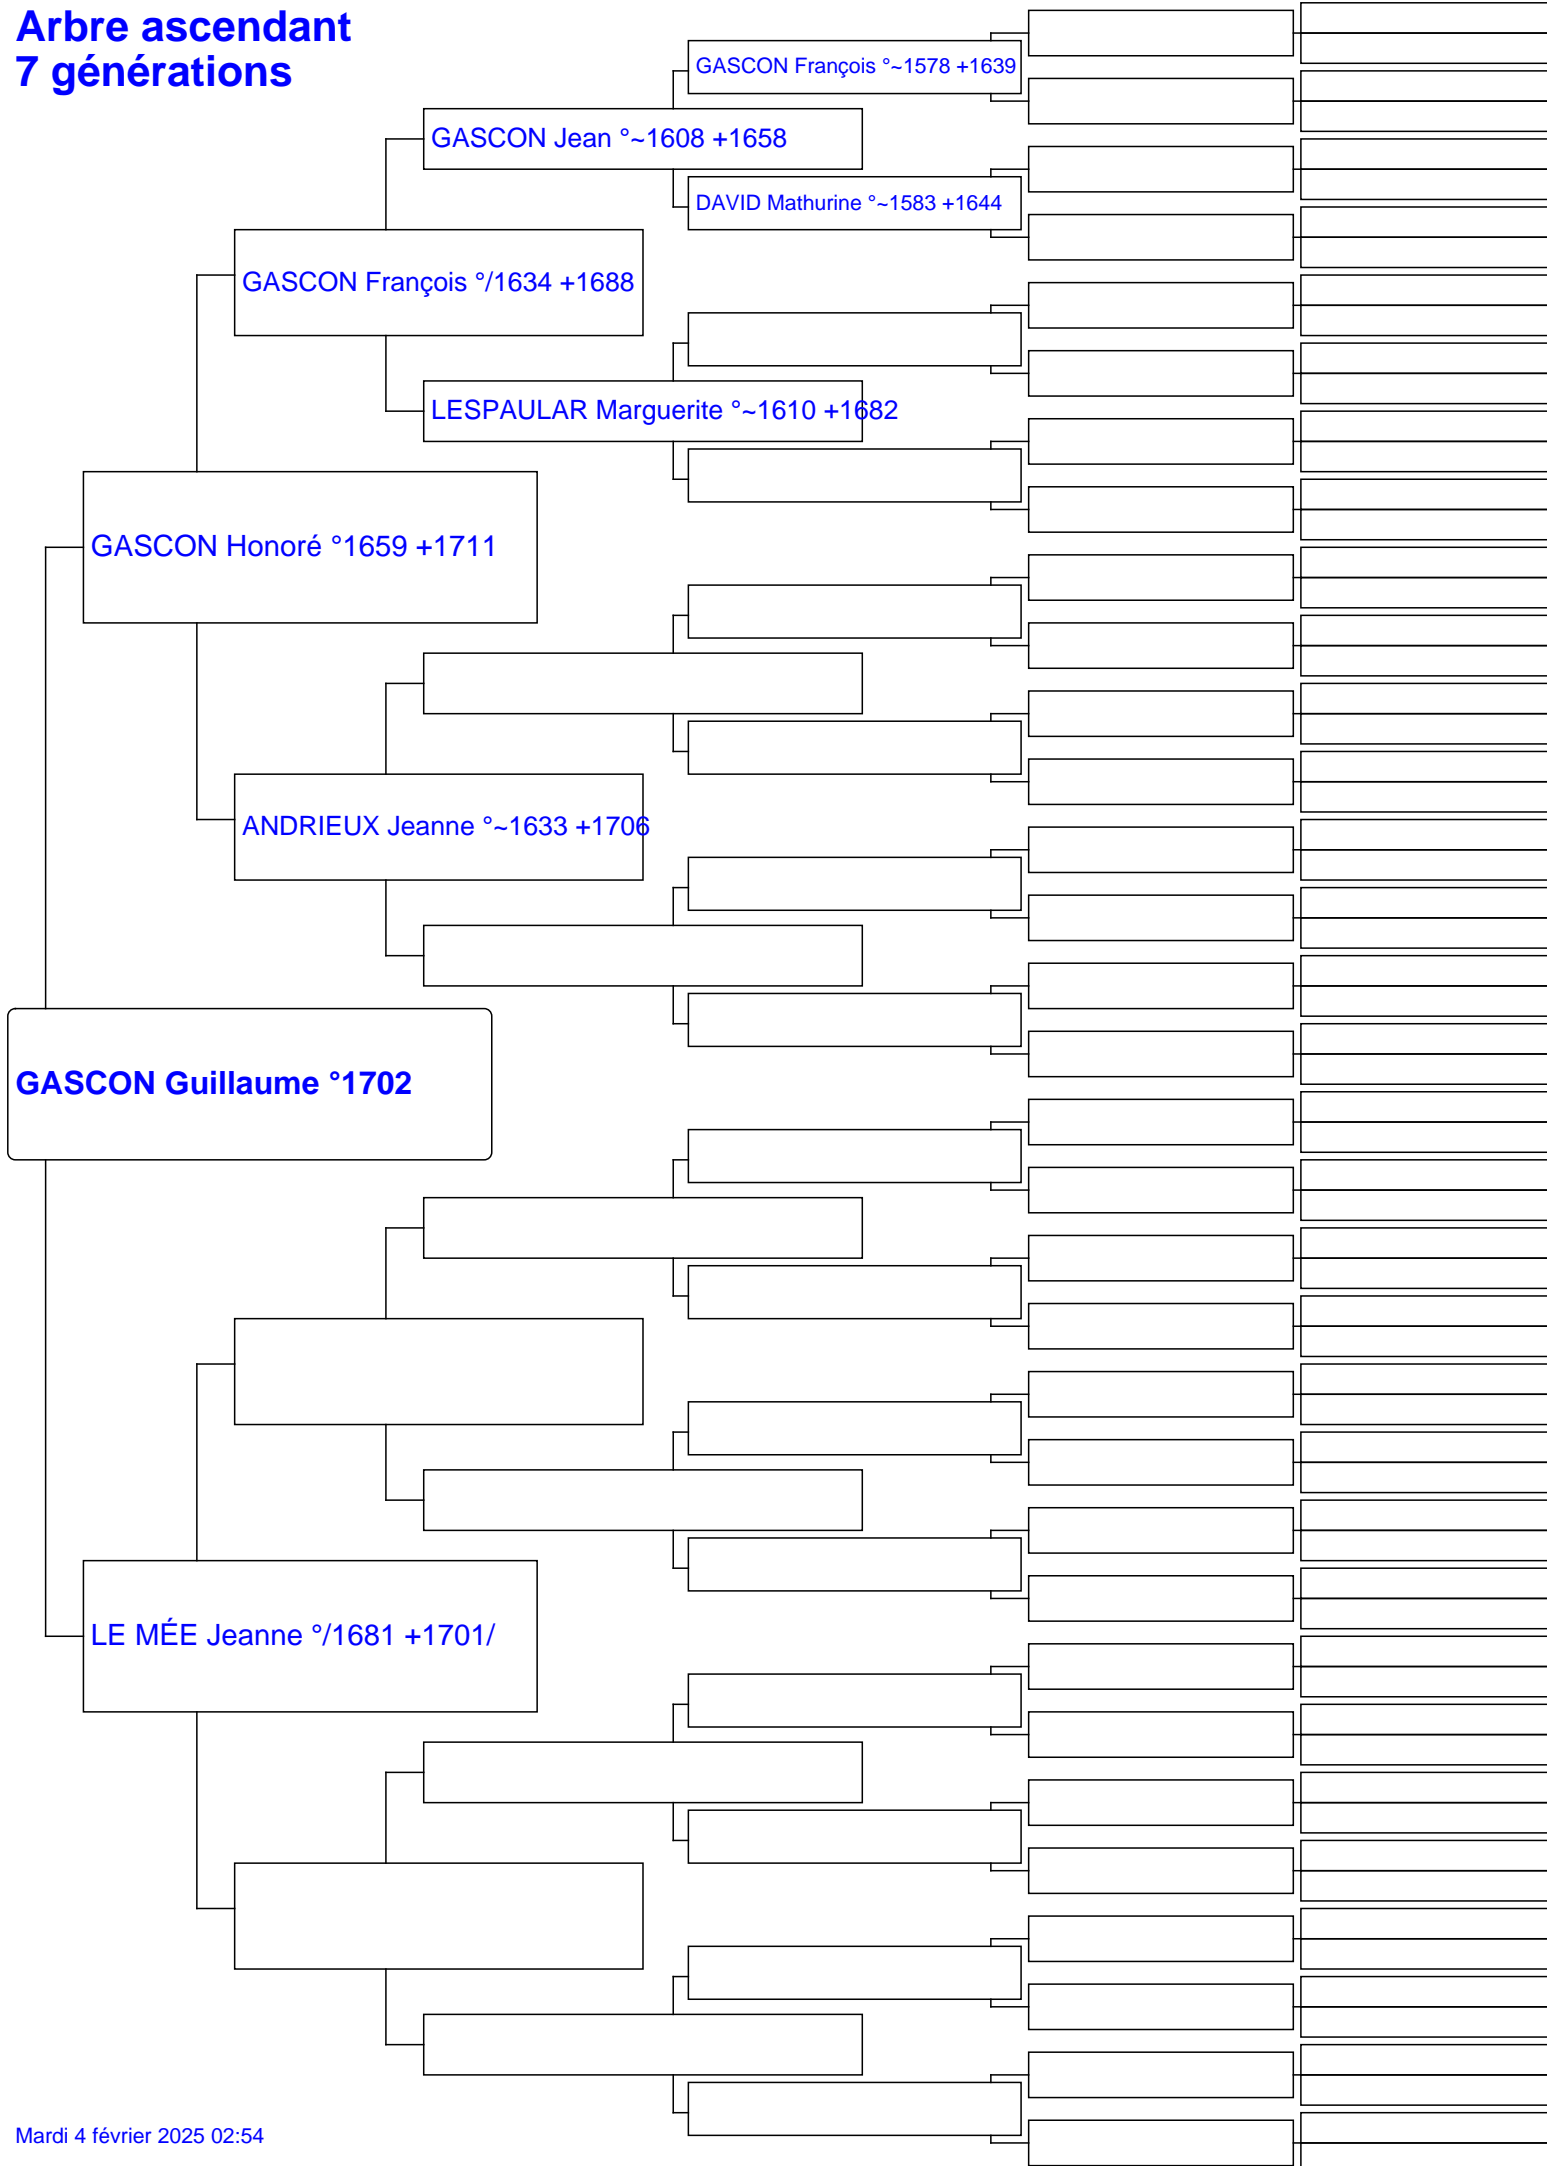 Arbre ascendant
7 générations
GASCON François °~1578 +1639
GASCON Jean °~1608 +1658
DAVID Mathurine °~1583 +1644
GASCON François °/1634 +1688
LESPAULAR Marguerite °~1610 +1682
GASCON Honoré °1659 +1711
ANDRIEUX Jeanne °~1633 +1706
GASCON Guillaume °1702
LE MÉE Jeanne °/1681 +1701/
Mardi 4 février 2025 02:54